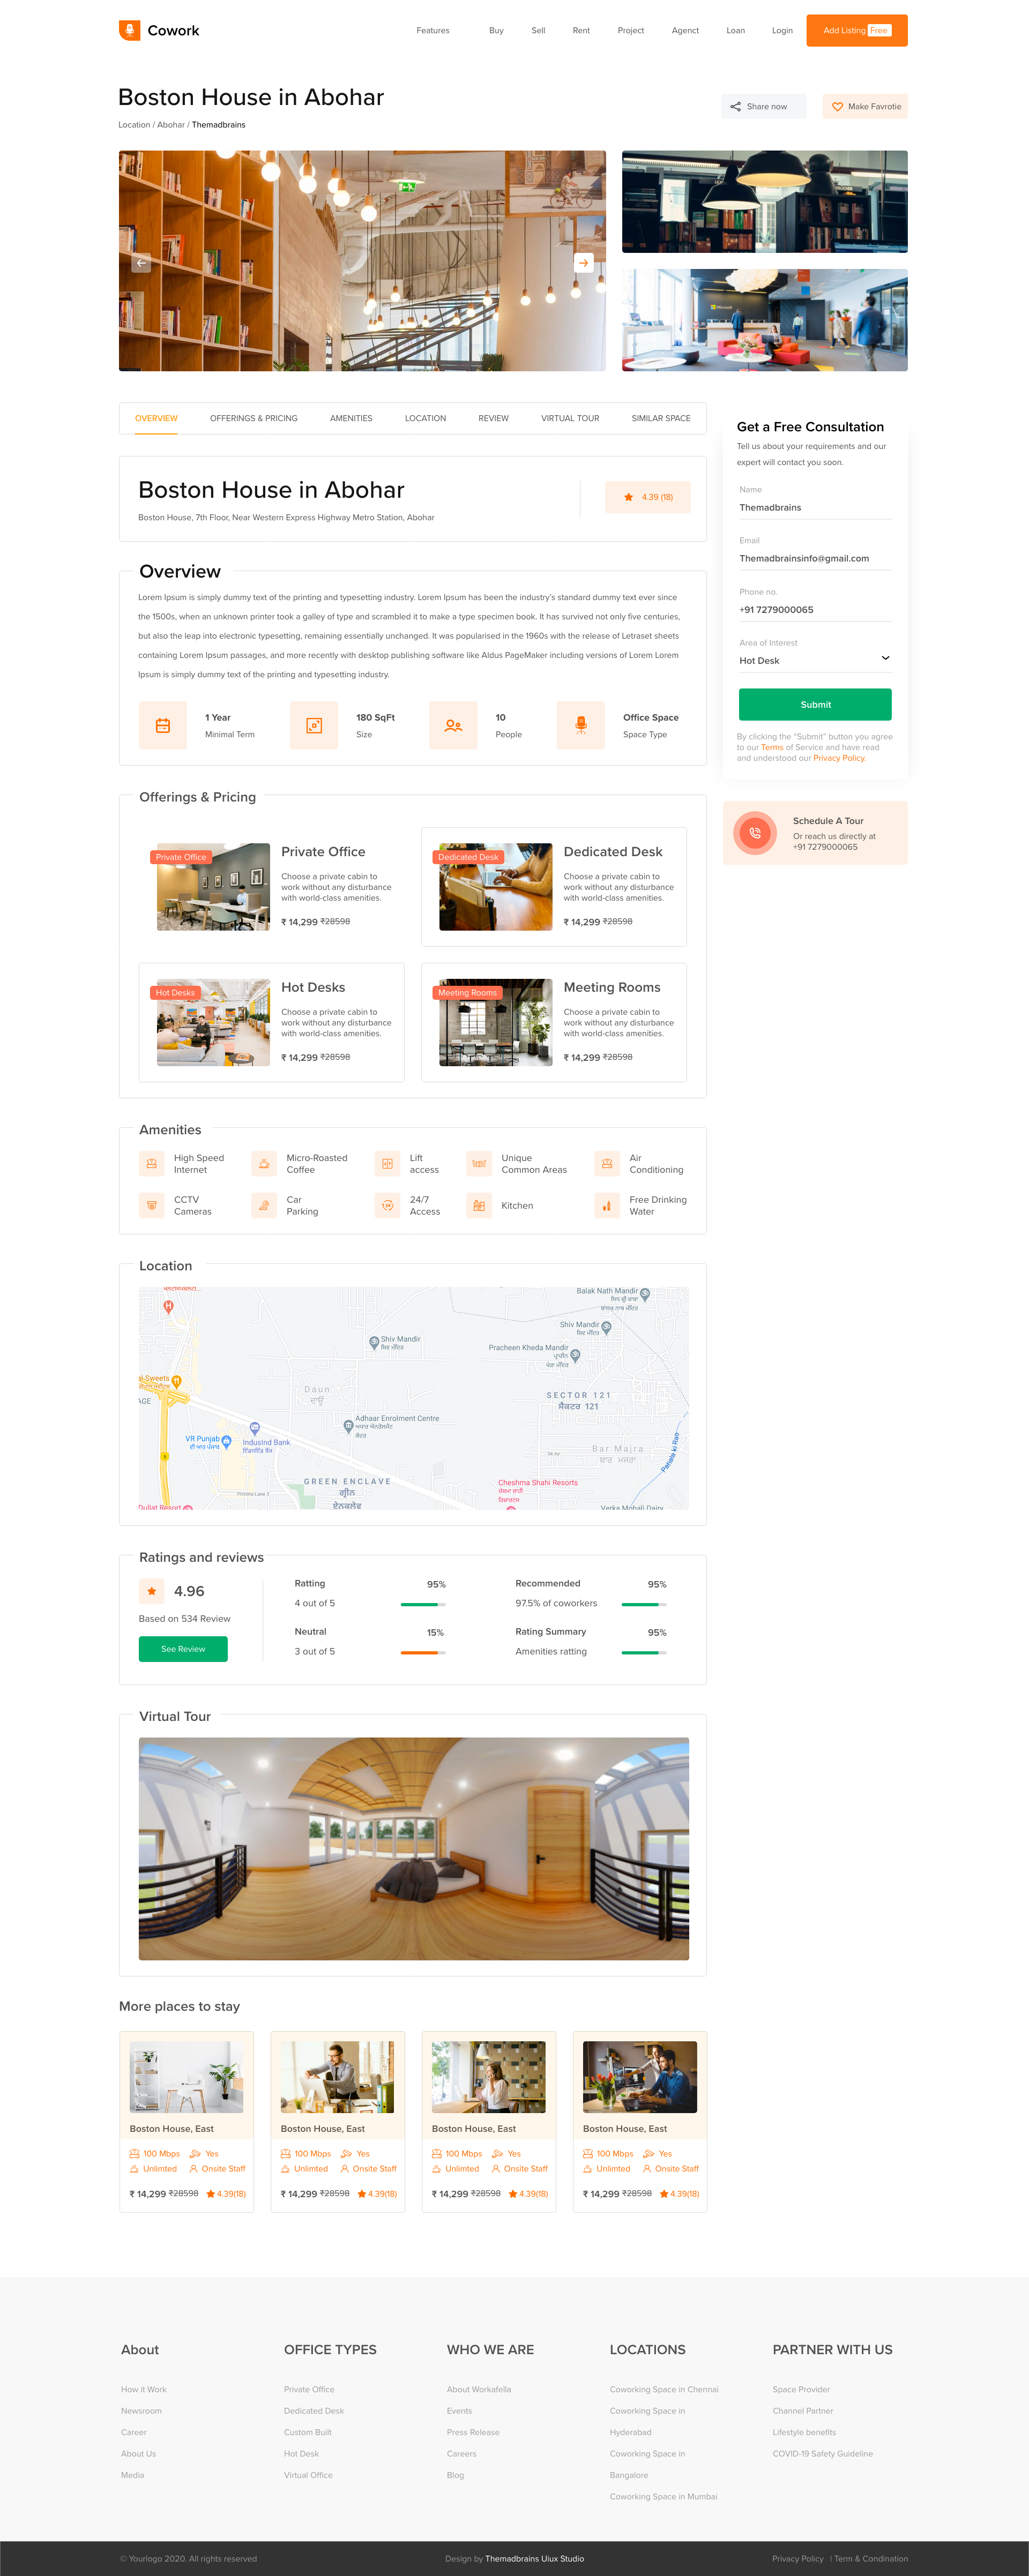 Cowork
Features Buy Sell Rent Project Agenct Loan Login Add Listing Free
Boston House in Abohar
Location / Abohar / Themadbrains
Share now
Make Favrotie
Microsoft
OVERVIEW OFFERINGS & PRICING AMENITIES LOCATION REVIEW VIRTUAL TOUR SIMILAR SPACE
Boston House in Abohar
Boston House, 7th Floor, Near Western Express Highway Metro Station, Abohar
4.39 (18)
Overview
Lorem Ipsum is simply dummy text of the printing and typesetting industry. Lorem Ipsum has been the industry's standard dummy text ever since
the 1500s, when an unknown printer took a galley of type and scrambled it to make a type specimen book. It has survived not only five centuries,
but also the leap into electronic typesetting, remaining essentially unchanged. It was popularised in the 1960s with the release of Letraset sheets
containing Lorem Ipsum passages, and more recently with desktop publishing software like Aldus PageMaker including versions of Lorem Lorem
Ipsum is simply dummy text of the printing and typesetting industry.
1 Year
Minimal Term
180 SqFt
Size
10
People
Office Space
Space Type
Get a Free Consultation
Tell us about your requirements and our
expert will contact you soon.
Name
Themadbrains
Email
Themadbrainsinfo@gmail.com
Phone no.
+91 7279000065
Area of Interest
Hot Desk
Submit
By clicking the "Submit" button you agree
to our Terms of Service and have read
and understood our Privacy Policy.
Schedule A Tour
Or reach us directly at
+91 7279000065
Offerings & Pricing
Private Office
Private Office
Choose a private cabin to
work without any disturbance
with world-class amenities.
₹ 14,299 ₹28598
Dedicated Desk
Dedicated Desk
Choose a private cabin to
work without any disturbance
with world-class amenities.
₹ 14,299 ₹28598
Hot Desks
Hot Desks
Choose a private cabin to
work without any disturbance
with world-class amenities.
₹ 14,299 ₹28598
Meeting Rooms
Meeting Rooms
Choose a private cabin to
work without any disturbance
with world-class amenities.
₹ 14,299 ₹28598
Amenities
High Speed
Internet
Micro-Roasted
Coffee
Lift
access
Unique
Common Areas
Air
Conditioning
CCTV
Cameras
Car
Parking
24/7
Access
Kitchen
Free Drinking
Water
Location
H
Balak Nath Mandir
Shiv Mandir
ਸ਼ਿਵ ਮੰਦਿਰ
Shiv Mandir
ਸ਼ਿਵ ਮੰਦਿਰ
Pracheen Kheda Mandir
al Sweets
AGE
Daun
ਦਾਊਂ
SECTOR 121
ਸੈਕਟਰ 121
Adhaar Enrolment Centre
VR Punjab
ਵੀ ਆਰ ਪੰਜਾਬ
IndusInd Bank
5
Bar Majra
ਬਾਰ ਮਜਰਾ
Patiala ki Rao
GREEN ENCLAVE
ਗ੍ਰੀਨ
ਏਨਕਲੇਵ
Victoria Lane 3
Cheshma Shahi Resorts
Dullat Resort
Verka Mohali Dairy
Ratings and reviews
4.96
Based on 534 Review
See Review
Ratting 95%
4 out of 5
Recommended 95%
97.5% of coworkers
Neutral 15%
3 out of 5
Rating Summary 95%
Amenities ratting
Virtual Tour
More places to stay
Boston House, East
100 Mbps Yes
Unlimted Onsite Staff
₹ 14,299 ₹28598 4.39(18)
Boston House, East
100 Mbps Yes
Unlimted Onsite Staff
₹ 14,299 ₹28598 4.39(18)
Boston House, East
100 Mbps Yes
Unlimted Onsite Staff
₹ 14,299 ₹28598 4.39(18)
Boston House, East
100 Mbps Yes
Unlimted Onsite Staff
₹ 14,299 ₹28598 4.39(18)
About
How it Work
Newsroom
Career
About Us
Media
OFFICE TYPES
Private Office
Dedicated Desk
Custom Built
Hot Desk
Virtual Office
WHO WE ARE
About Workafella
Events
Press Release
Careers
Blog
LOCATIONS
Coworking Space in Chennai
Coworking Space in
Hyderabad
Coworking Space in
Bangalore
Coworking Space in Mumbai
PARTNER WITH US
Space Provider
Channel Partner
Lifestyle benefits
COVID-19 Safety Guideline
© Yourlogo 2020. All rights reserved
Design by Themadbrains Uiux Studio
Privacy Policy | Term & Condination